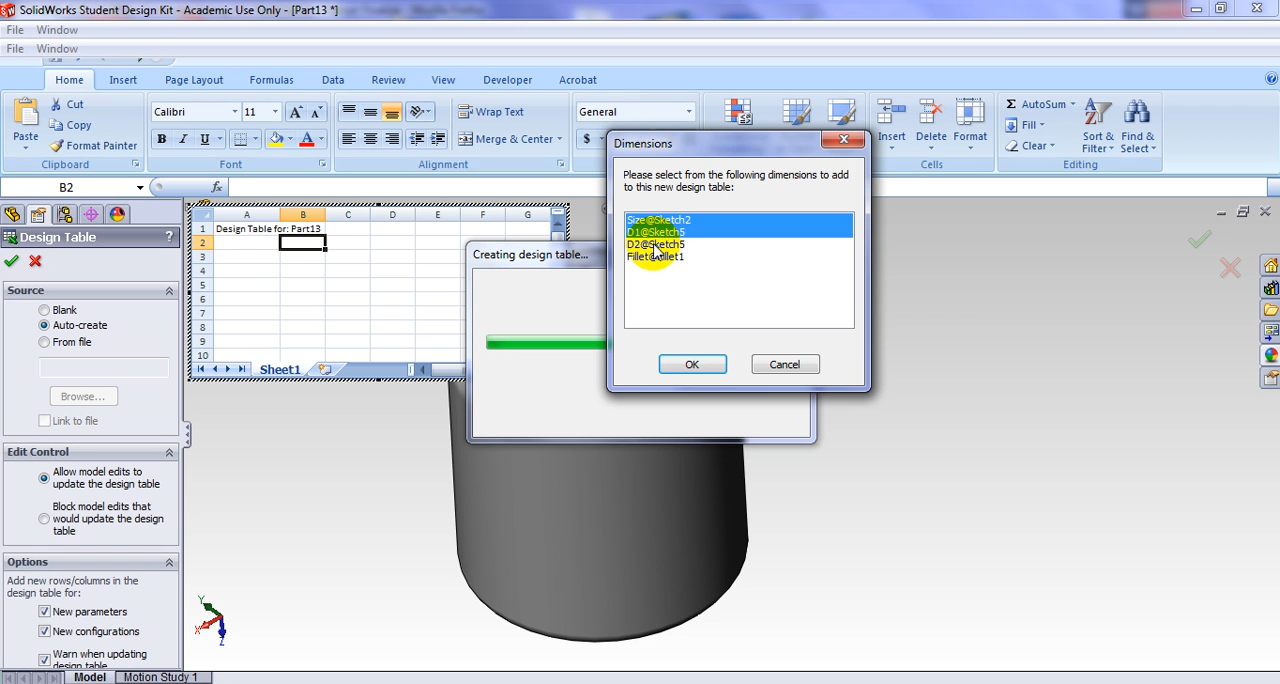 SolidWorks Student Design Kit - Academic Use Only - [Part13 *]
File Window
File Window
Home Insert Page Layout Formulas Data Review View Developer Acrobat
Paste
Cut
Copy
Format Painter
Clipboard
Calibri 11
B I U
Font
Wrap Text
Merge & Center
Alignment
General
$
Insert Delete Format
Cells
AutoSum
Fill
Clear
Sort & Filter
Find & Select
Editing
B2 fx
Design Table ?
Source
Blank
Auto-create
From file
Browse...
Link to file
Edit Control
Allow model edits to
update the design table
Block model edits that
would update the design
table
Options
Add new rows/columns in the
design table for:
New parameters
New configurations
Warn when updating
design table
A B C D E F G
1 Design Table for: Part13
2
3
4
5
6
7
8
9
10
Sheet1
Creating design table...
Dimensions
Please select from the following dimensions to add
to this new design table:
Size@Sketch2
D1@Sketch5
D2@Sketch5
OK Cancel
Y
X
Z
Model Motion Study 1